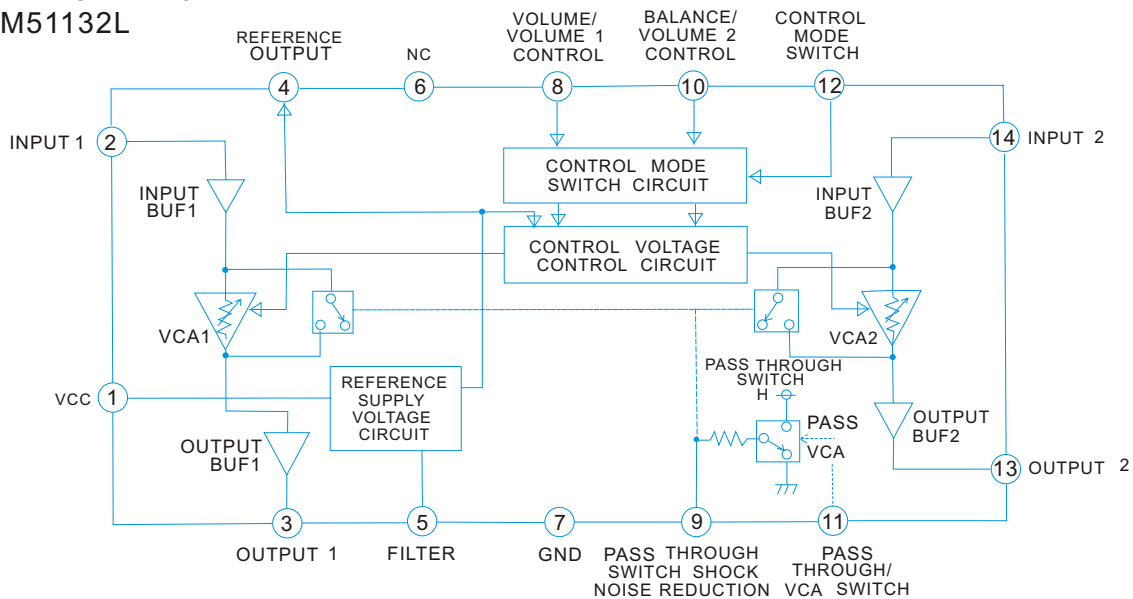 M51132L
REFERENCE
OUTPUT
NC
VOLUME/
VOLUME 1
CONTROL
BALANCE/
VOLUME 2
CONTROL
CONTROL
MODE
SWITCH
4
6
8
10
12
INPUT 1
2
14
INPUT 2
INPUT
BUF1
CONTROL MODE
SWITCH CIRCUIT
INPUT
BUF2
CONTROL VOLTAGE
CONTROL CIRCUIT
VCA1
VCA2
VCC
1
REFERENCE
SUPPLY
VOLTAGE
CIRCUIT
PASS THROUGH
SWITCH
H
PASS
VCA
OUTPUT
BUF1
OUTPUT
BUF2
13
OUTPUT 2
3
5
7
9
11
OUTPUT 1
FILTER
GND
PASS THROUGH
SWITCH SHOCK
NOISE REDUCTION
PASS
THROUGH/
VCA SWITCH